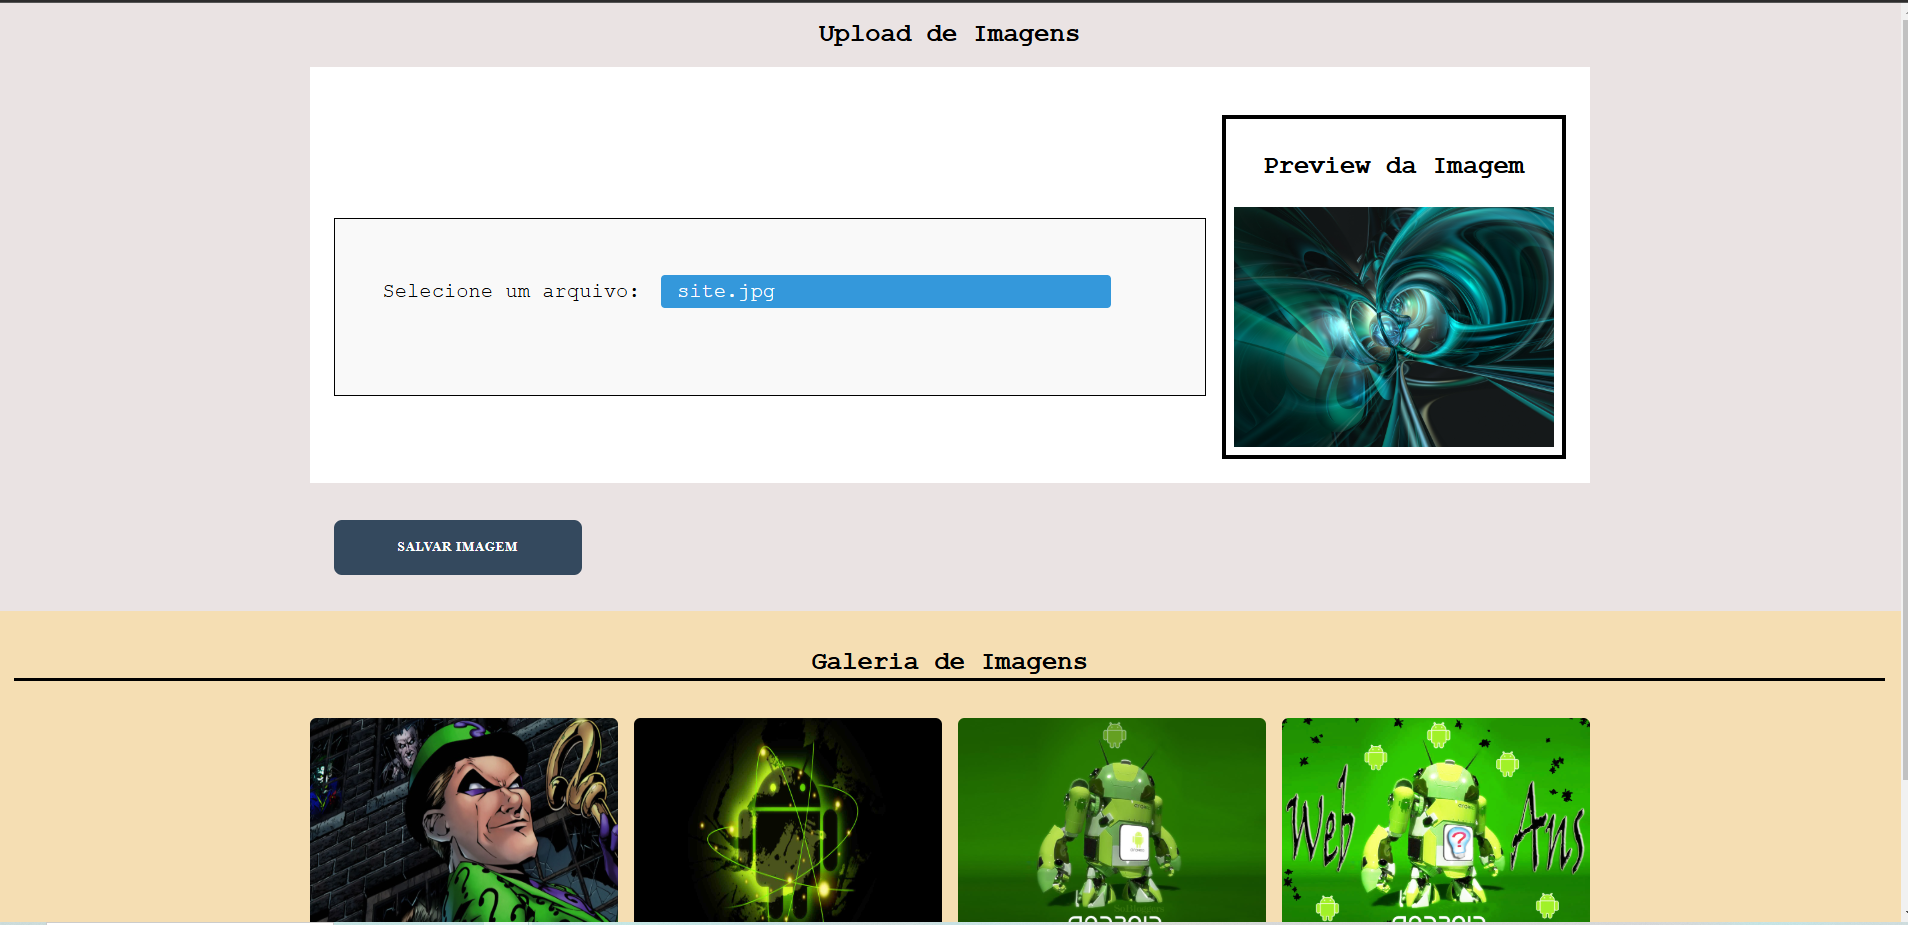 Upload de Imagens
Preview da Imagem
Selecione um arquivo: site.jpg
SALVAR IMAGEM
Galeria de Imagens
Web Ans
?